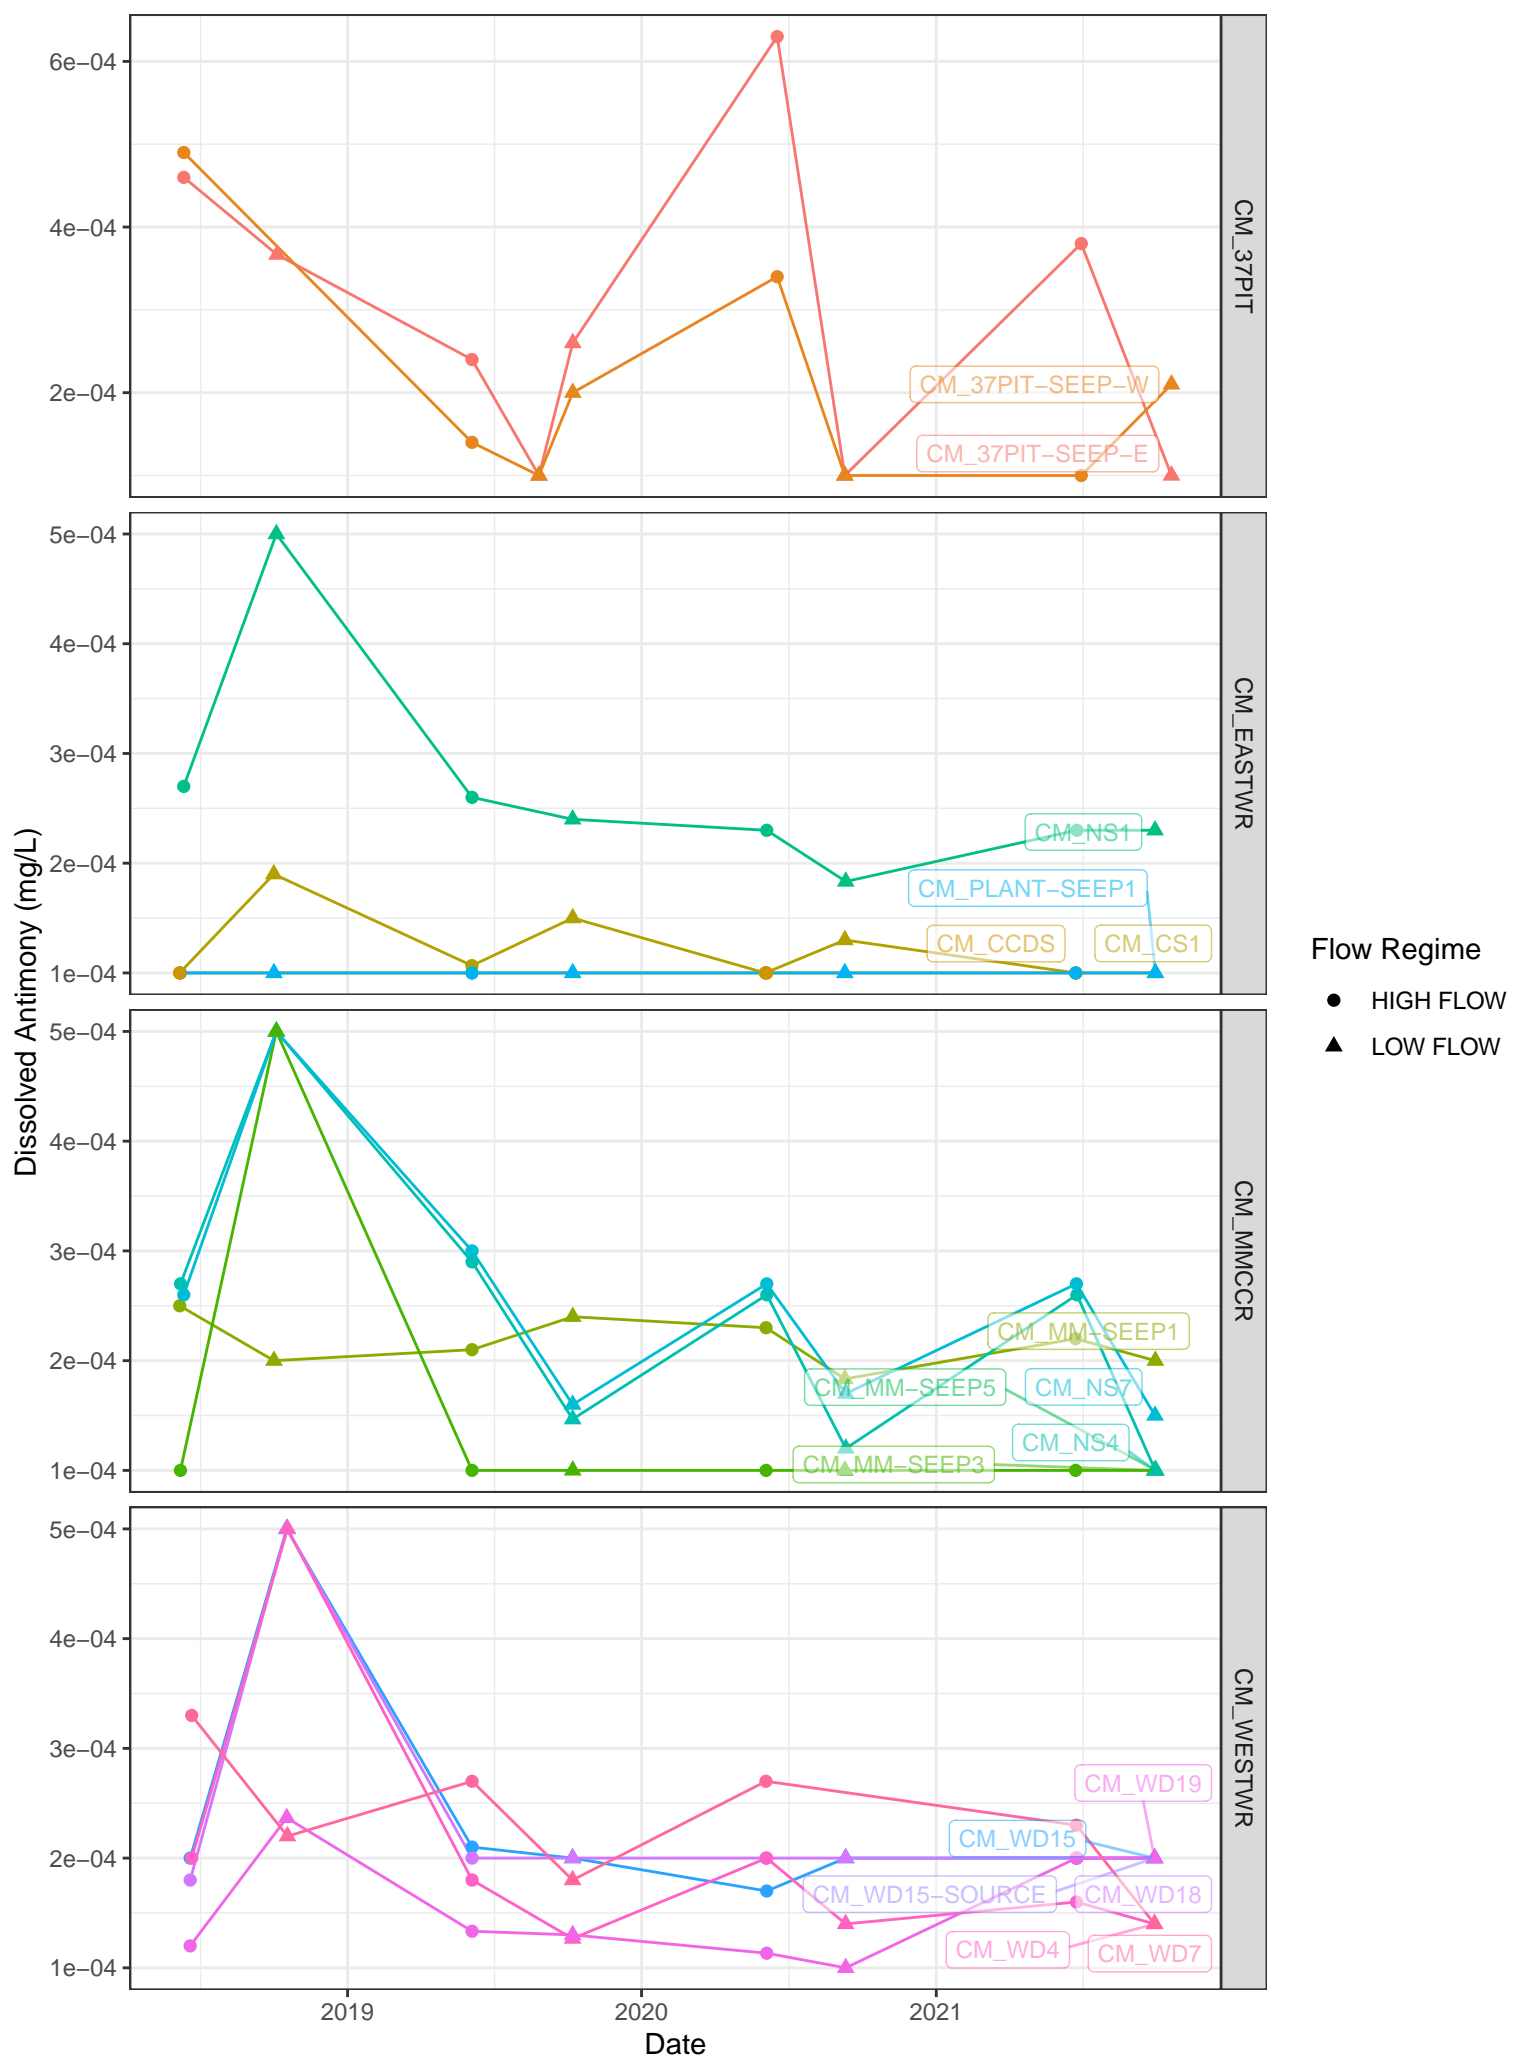 6e−04
4e−04
2e−04
CM_37PIT−SEEP−W
CM_37PIT−SEEP−E
CM_37PIT
5e−04
4e−04
3e−04
2e−04
1e−04
CM_NS1
CM_PLANT−SEEP1
CM_CCDS
CM_CS1
CM_EASTWR
Dissolved Antimony (mg/L)
Flow Regime
HIGH FLOW
LOW FLOW
5e−04
4e−04
3e−04
2e−04
1e−04
CM_MM−SEEP1
CM_MM−SEEP5
CM_NS7
CM_NS4
CM_MM−SEEP3
CM_MMCCR
5e−04
4e−04
3e−04
2e−04
1e−04
CM_WD19
CM_WD15
CM_WD15−SOURCE
CM_WD18
CM_WD4
CM_WD7
CM_WESTWR
2019
2020
2021
Date